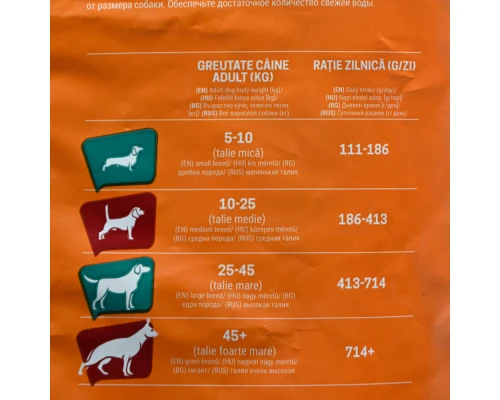 от размера собаки. Обеспечьте достаточное количество свежей воды.
GREUTATE CÂINE
ADULT (KG)
(EN) Adult dog body weight (kg)/
(HU) Felnőtt kutya súlya [kg]/
(BG) Възрастно куче, телесно тегло
[кг]/ (RUS) Вес взрослой собаки (кг)
RAȚIE ZILNICĂ (G/ZI)
(EN) Daily intake (g/day)/
(HU) Napi eledel adag [g/nap]/
(BG) Дневен прием [г/ден]/
(RUS) Суточный рацион [г/ день]
5-10
(talie mică)
(EN) small breed/ (HU) kis méretű/ (BG)
дребна порода/ (RUS) маленькая талия
111-186
10-25
(talie medie)
(EN) medium breed/ (HU) közepes méretű/
(BG) средна порода/ (RUS) средная талия
186-413
25-45
(talie mare)
(EN) large breed/ (HU) nagy méretű/ (BG)
едра порода/ (RUS) высокая талия
413-714
45+
(talie foarte mare)
(EN) giant breed/ (HU) nagyon nagy méretű/
(BG) гигант/ (RUS) талия очень высокая
714+